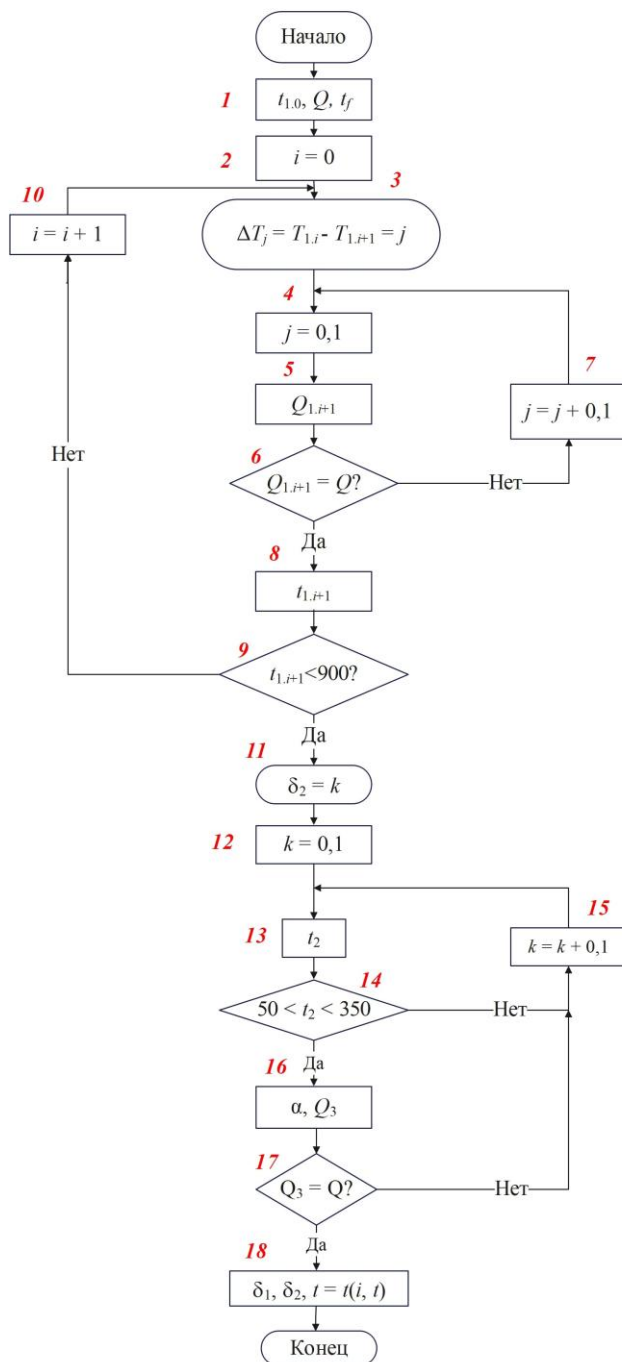 Начало
1
t₁.₀, Q, t_f
2
i = 0
3
10
i = i + 1
ΔT_j = T₁.ᵢ - T₁.ᵢ₊₁ = j
4
j = 0,1
5
7
Q₁.ᵢ₊₁
j = j + 0,1
Нет
6
Q₁.ᵢ₊₁ = Q?
Нет
Да
8
t₁.ᵢ₊₁
9
t₁.ᵢ₊₁<900?
Да
11
δ₂ = k
12
k = 0,1
15
13
t₂
k = k + 0,1
14
50 < t₂ < 350
Нет
Да
16
α, Q₃
17
Q₃ = Q?
Нет
Да
18
δ₁, δ₂, t = t(i, t)
Конец